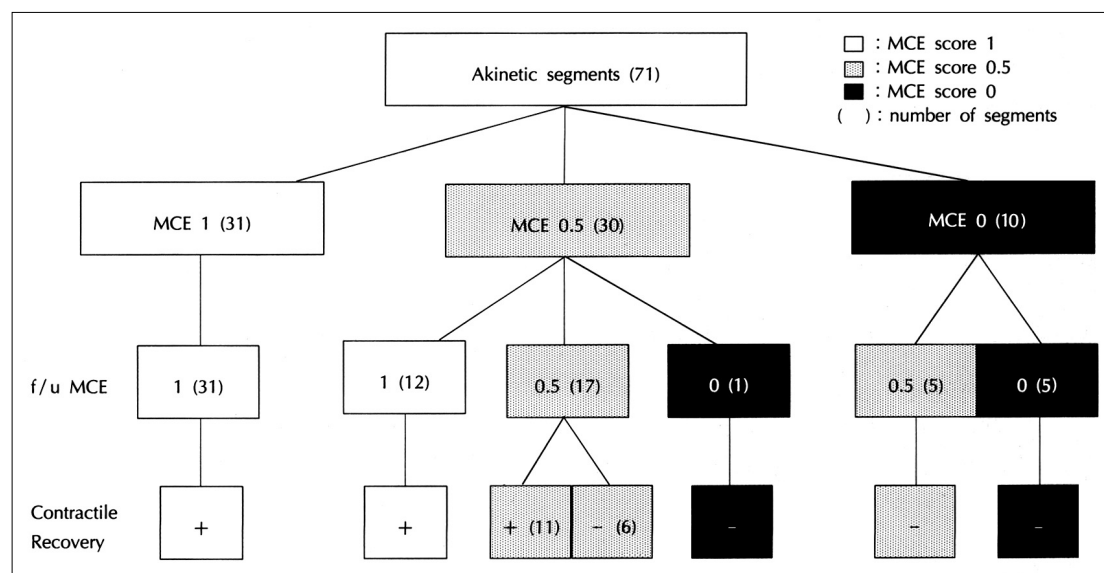 Akinetic segments (71)
: MCE score 1
: MCE score 0.5
: MCE score 0
( ) : number of segments
MCE 1 (31)
MCE 0.5 (30)
MCE 0 (10)
f/u MCE
1 (31)
1 (12)
0.5 (17)
0 (1)
0.5 (5)
0 (5)
Contractile
Recovery
+
+
+ (11)
- (6)
-
-
-